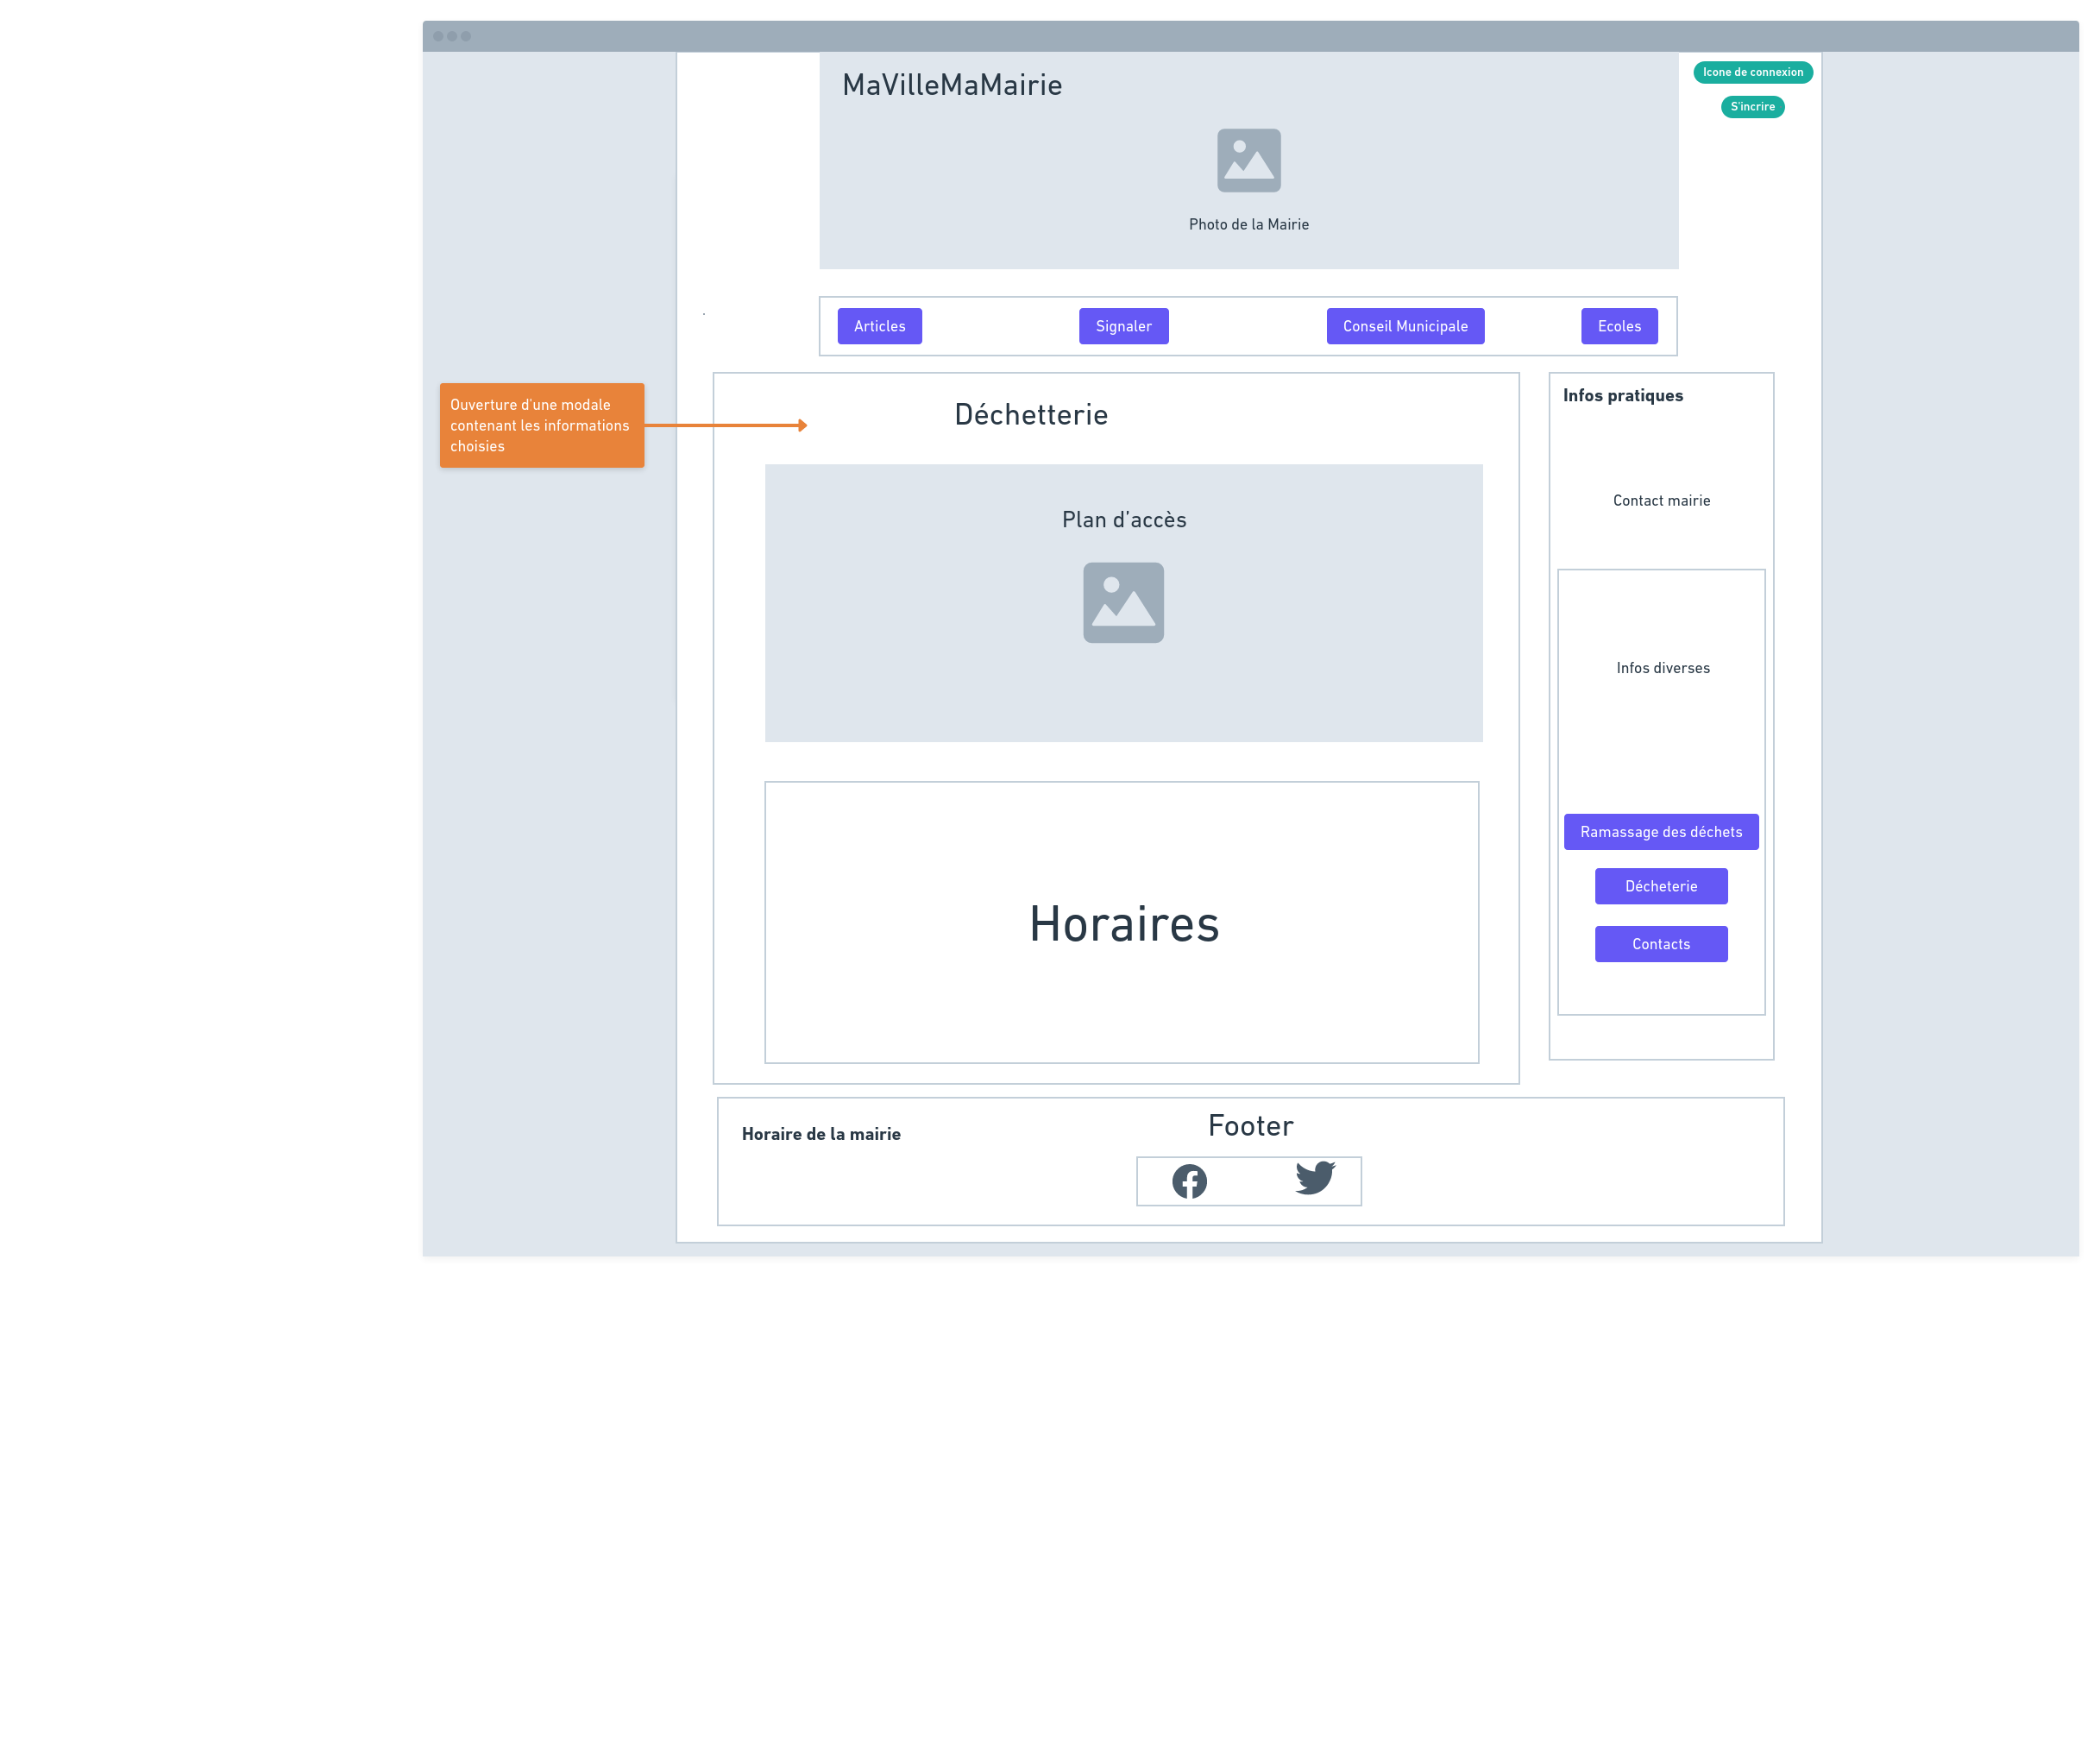 MaVilleMaMairie
Icone de connexion
S'incrire
Photo de la Mairie
Articles
Signaler
Conseil Municipale
Ecoles
Ouverture d'une modale
contenant les informations
choisies
Déchetterie
Plan d’accès
Horaires
Infos pratiques
Contact mairie
Infos diverses
Ramassage des déchets
Décheterie
Contacts
Horaire de la mairie
Footer